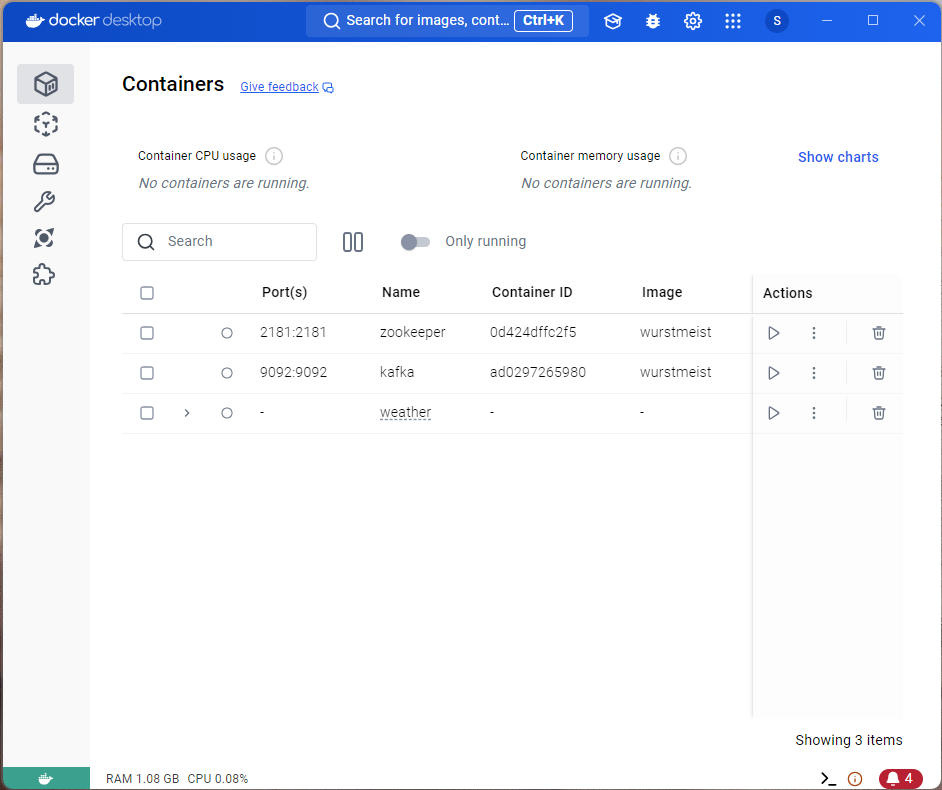 docker desktop
Search for images, cont... Ctrl+K
S
Containers Give feedback
Container CPU usage
No containers are running.
Container memory usage
No containers are running.
Show charts
Search
Only running
Port(s) Name Container ID Image Actions
2181:2181 zookeeper 0d424dffc2f5 wurstmeist
9092:9092 kafka ad0297265980 wurstmeist
- weather - -
Showing 3 items
RAM 1.08 GB CPU 0.08%
4